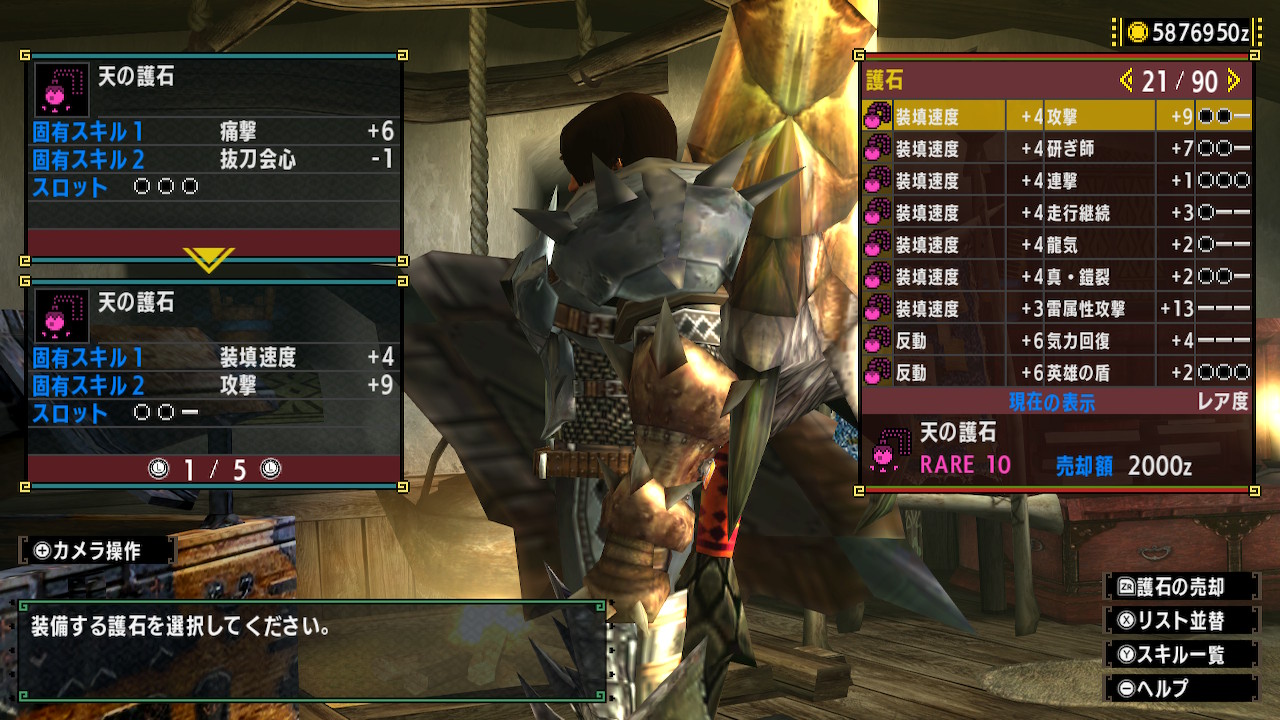 5876950z
天の護石
固有スキル1 痛撃 +6
固有スキル2 抜刀会心 -1
スロット ○○○
天の護石
固有スキル1 装填速度 +4
固有スキル2 攻撃 +9
スロット ○○ー
1 / 5
護石 21 / 90
装填速度 +4 攻撃 +9 ●●ー
装填速度 +4 研ぎ師 +7 ○○ー
装填速度 +4 連撃 +1 ○○○
装填速度 +4 走行継続 +3 ○ーー
装填速度 +4 龍気 +2 ○ーー
装填速度 +4 真・鎧裂 +2 ○○ー
装填速度 +3 雷属性攻撃 +13 ーーー
反動 +6 気力回復 +4 ーーー
反動 +6 英雄の盾 +2 ○○○
現在の表示 レア度
天の護石
RARE 10 売却額 2000z
カメラ操作
装備する護石を選択してください。
ZR 護石の売却
X リスト並替
Y スキル一覧
ヘルプ